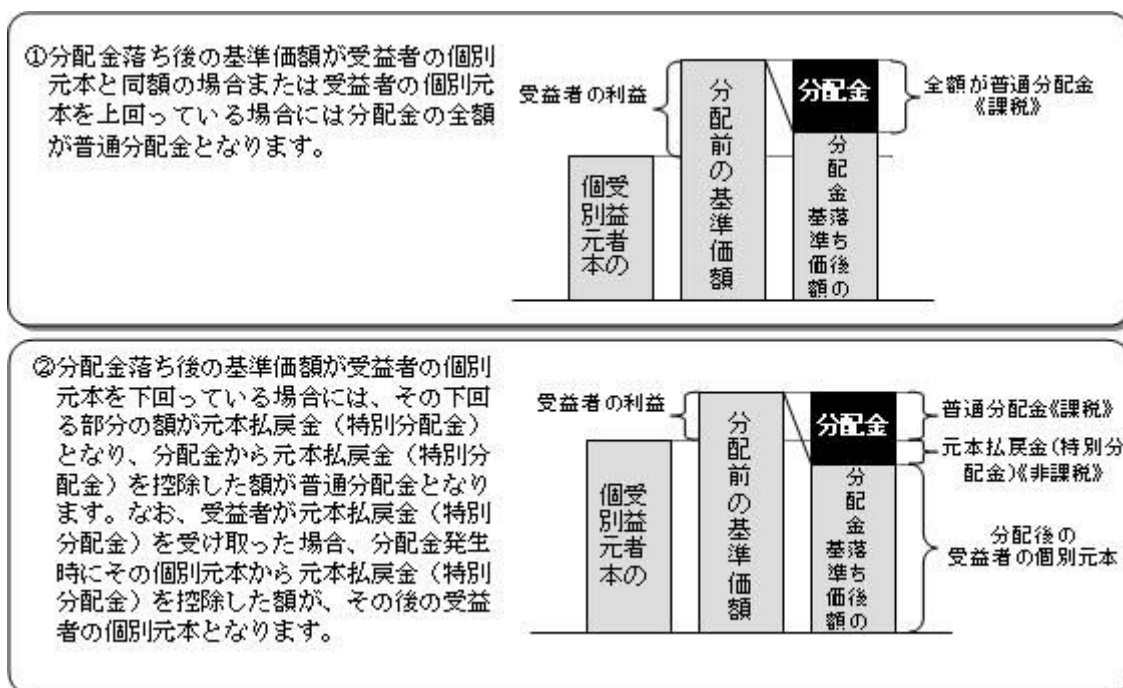 ①分配金落ち後の基準価額が受益者の個別
元本と同額の場合または受益者の個別元
本を上回っている場合には分配金の全額
が普通分配金となります。
受益者の利益
受益者の
個別元本
分配前の基準価額
分配金
分配金落ち後の
基準価額
全額が普通分配金
《課税》
②分配金落ち後の基準価額が受益者の個別
元本を下回っている場合には、その下回
る部分の額が元本払戻金（特別分配金）
となり、分配金から元本払戻金（特別分
配金）を控除した額が普通分配金となり
ます。なお、受益者が元本払戻金（特別
分配金）を受け取った場合、分配金発生
時にその個別元本から元本払戻金（特別
分配金）を控除した額が、その後の受益
者の個別元本となります。
受益者の利益
受益者の
個別元本
分配前の基準価額
分配金
分配金落ち後の
基準価額
普通分配金《課税》
元本払戻金(特別分
配金)《非課税》
分配後の
受益者の個別元本